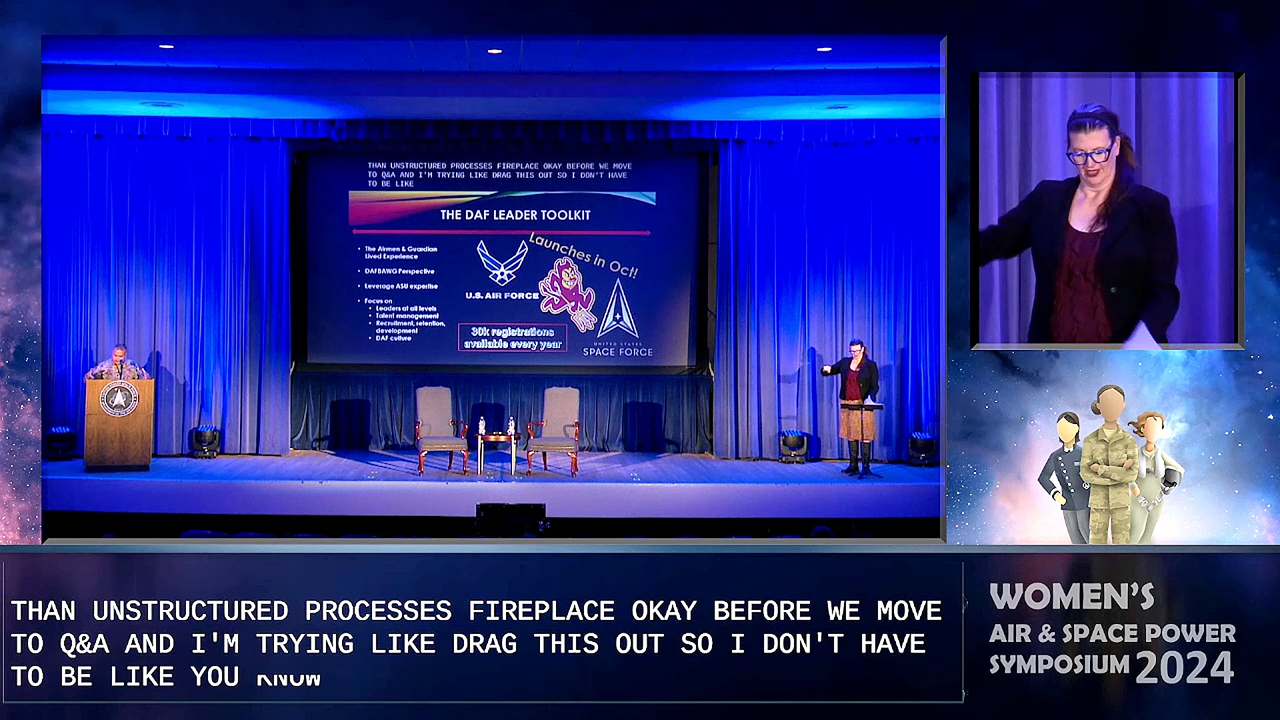 THAN UNSTRUCTURED PROCESSES FIREPLACE OKAY BEFORE WE MOVE
TO Q&A AND I'M TRYING LIKE DRAG THIS OUT SO I DON'T HAVE
TO BE LIKE
THE DAF LEADER TOOLKIT
• The Airmen & Guardian
Lived Experience
• DAFBAWG Perspective
• Leverage ASU expertise
• Focus on
• Leaders at all levels
• Talent management
• Recruitment, retention,
development
• DAF culture
Launches in Oct!
U.S. AIR FORCE
30k registrations
available every year
UNITED STATES
SPACE FORCE
THAN UNSTRUCTURED PROCESSES FIREPLACE OKAY BEFORE WE MOVE
TO Q&A AND I'M TRYING LIKE DRAG THIS OUT SO I DON'T HAVE
TO BE LIKE YOU KNOW
WOMEN'S
AIR & SPACE POWER
SYMPOSIUM 2024